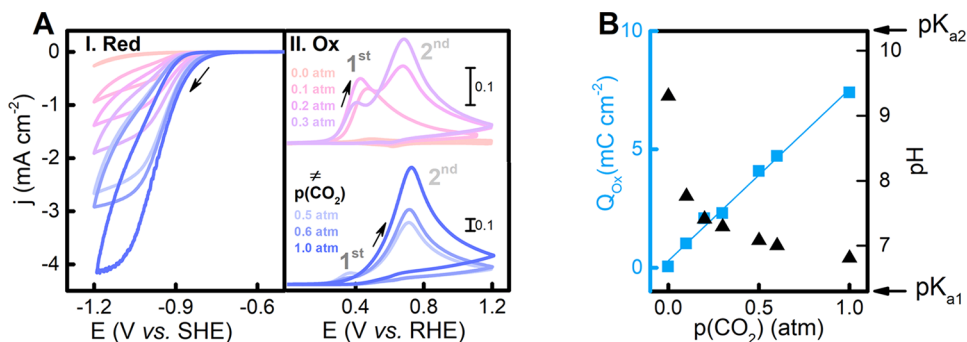 A
I. Red
II. Ox
0
-1
-2
-3
-4
j (mA cm⁻²)
-1.2
-0.9
-0.6
E (V vs. SHE)
1ˢᵗ
2ⁿᵈ
0.0 atm
0.1 atm
0.2 atm
0.3 atm
0.1
≠
p(CO₂)
0.5 atm
0.6 atm
1.0 atm
1ˢᵗ
2ⁿᵈ
0.1
0.0
0.4
0.8
1.2
E (V vs. RHE)
B
10
5
0
Q_Ox(mC cm⁻²)
pKₐ₂
10
9
8
7
pH
pKₐ₁
0.0
0.5
1.0
p(CO₂) (atm)